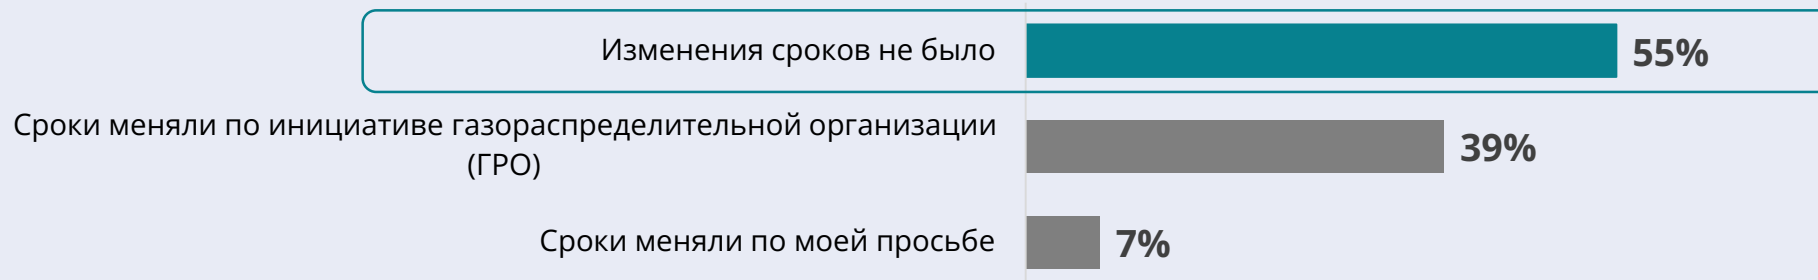 Изменения сроков не было 55%
Сроки меняли по инициативе газораспределительной организации
(ГРО) 39%
Сроки меняли по моей просьбе 7%